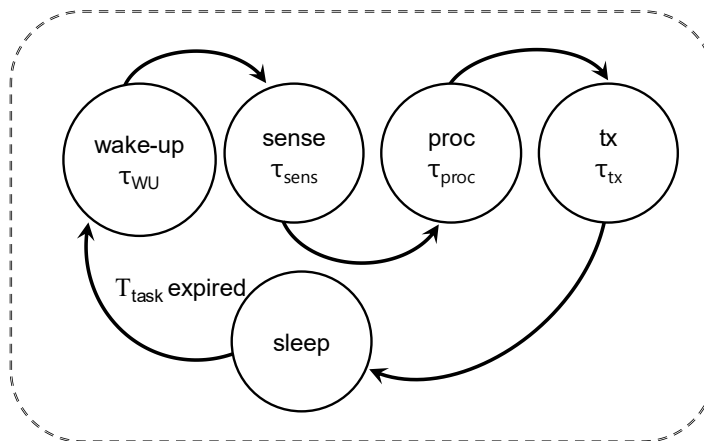 wake-up
τWU
sense
τsens
proc
τproc
tx
τtx
Ttask expired
sleep